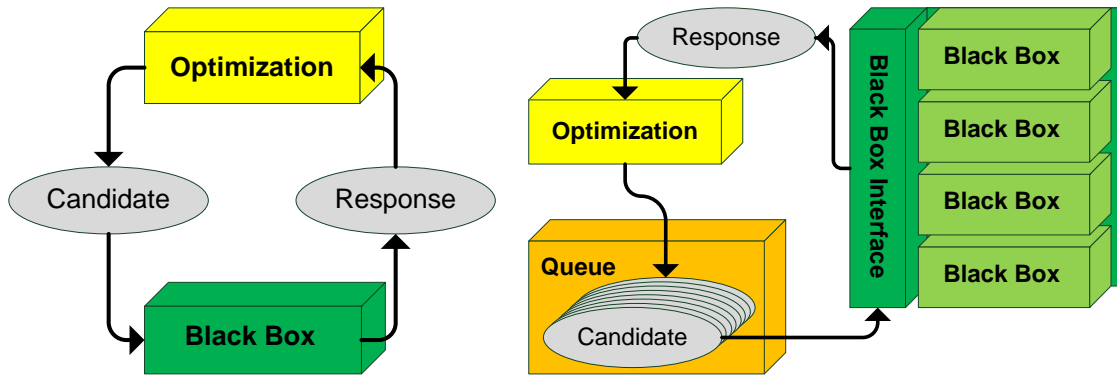 Optimization
Candidate
Response
Black Box
Response
Optimization
Queue
Candidate
Black Box Interface
Black Box
Black Box
Black Box
Black Box